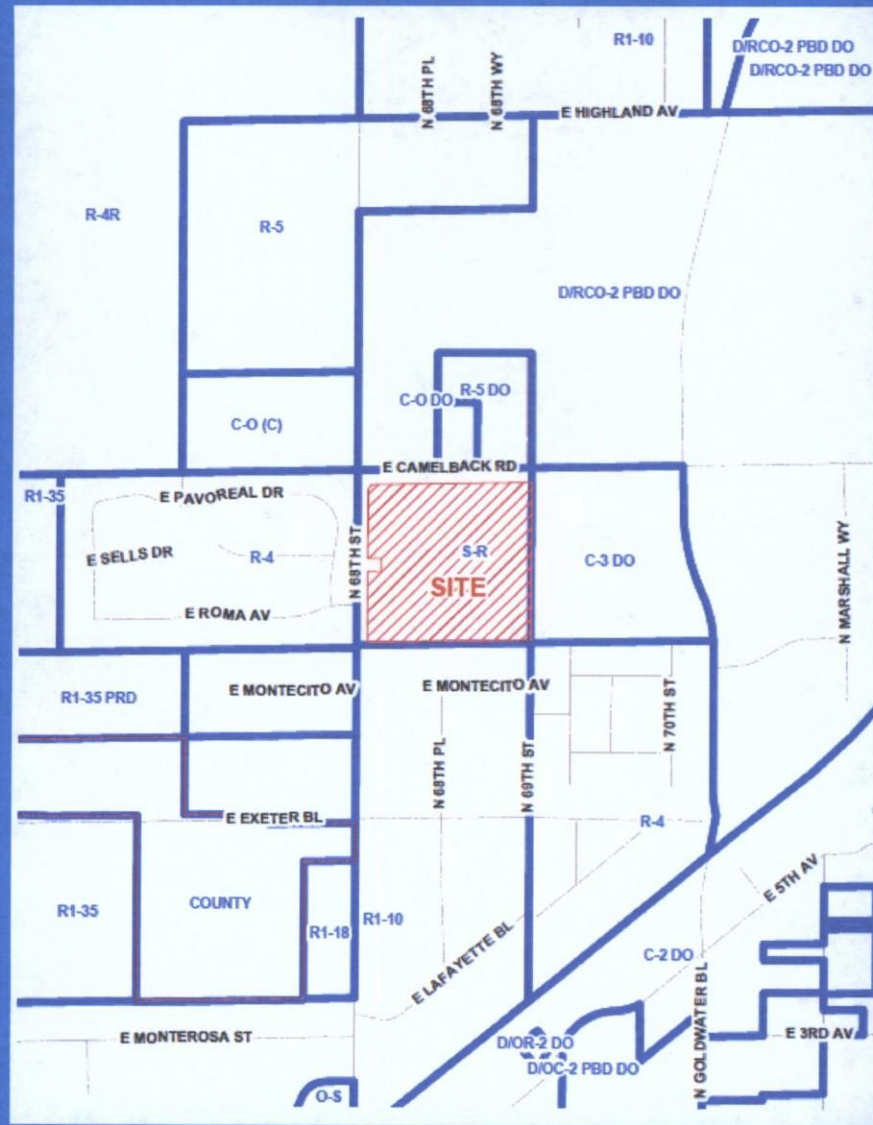 R1-10
D/RCO-2 PBD DO
D/RCO-2 PBD DO
N 68TH PL
N 68TH WY
E HIGHLAND AV
R-4R
R-5
D/RCO-2 PBD DO
R-5 DO
C-O DO
C-O (C)
E CAMELBACK RD
R1-35
E PAVOREAL DR
E SELLS DR
R-4
N 68TH ST
S-R
SITE
C-3 DO
N MARSHALL WY
E ROMA AV
R1-35 PRD
E MONTECITO AV
E MONTECITO AV
N 68TH PL
N 69TH ST
N 70TH ST
E EXETER BL
R-4
R1-35
COUNTY
R1-18
R1-10
E LAFAYETTE BL
E 5TH AV
C-2 DO
N GOLDWATER BL
E MONTEROSA ST
D/OR-2 DO
D/OC-2 PBD DO
E 3RD AV
O-S